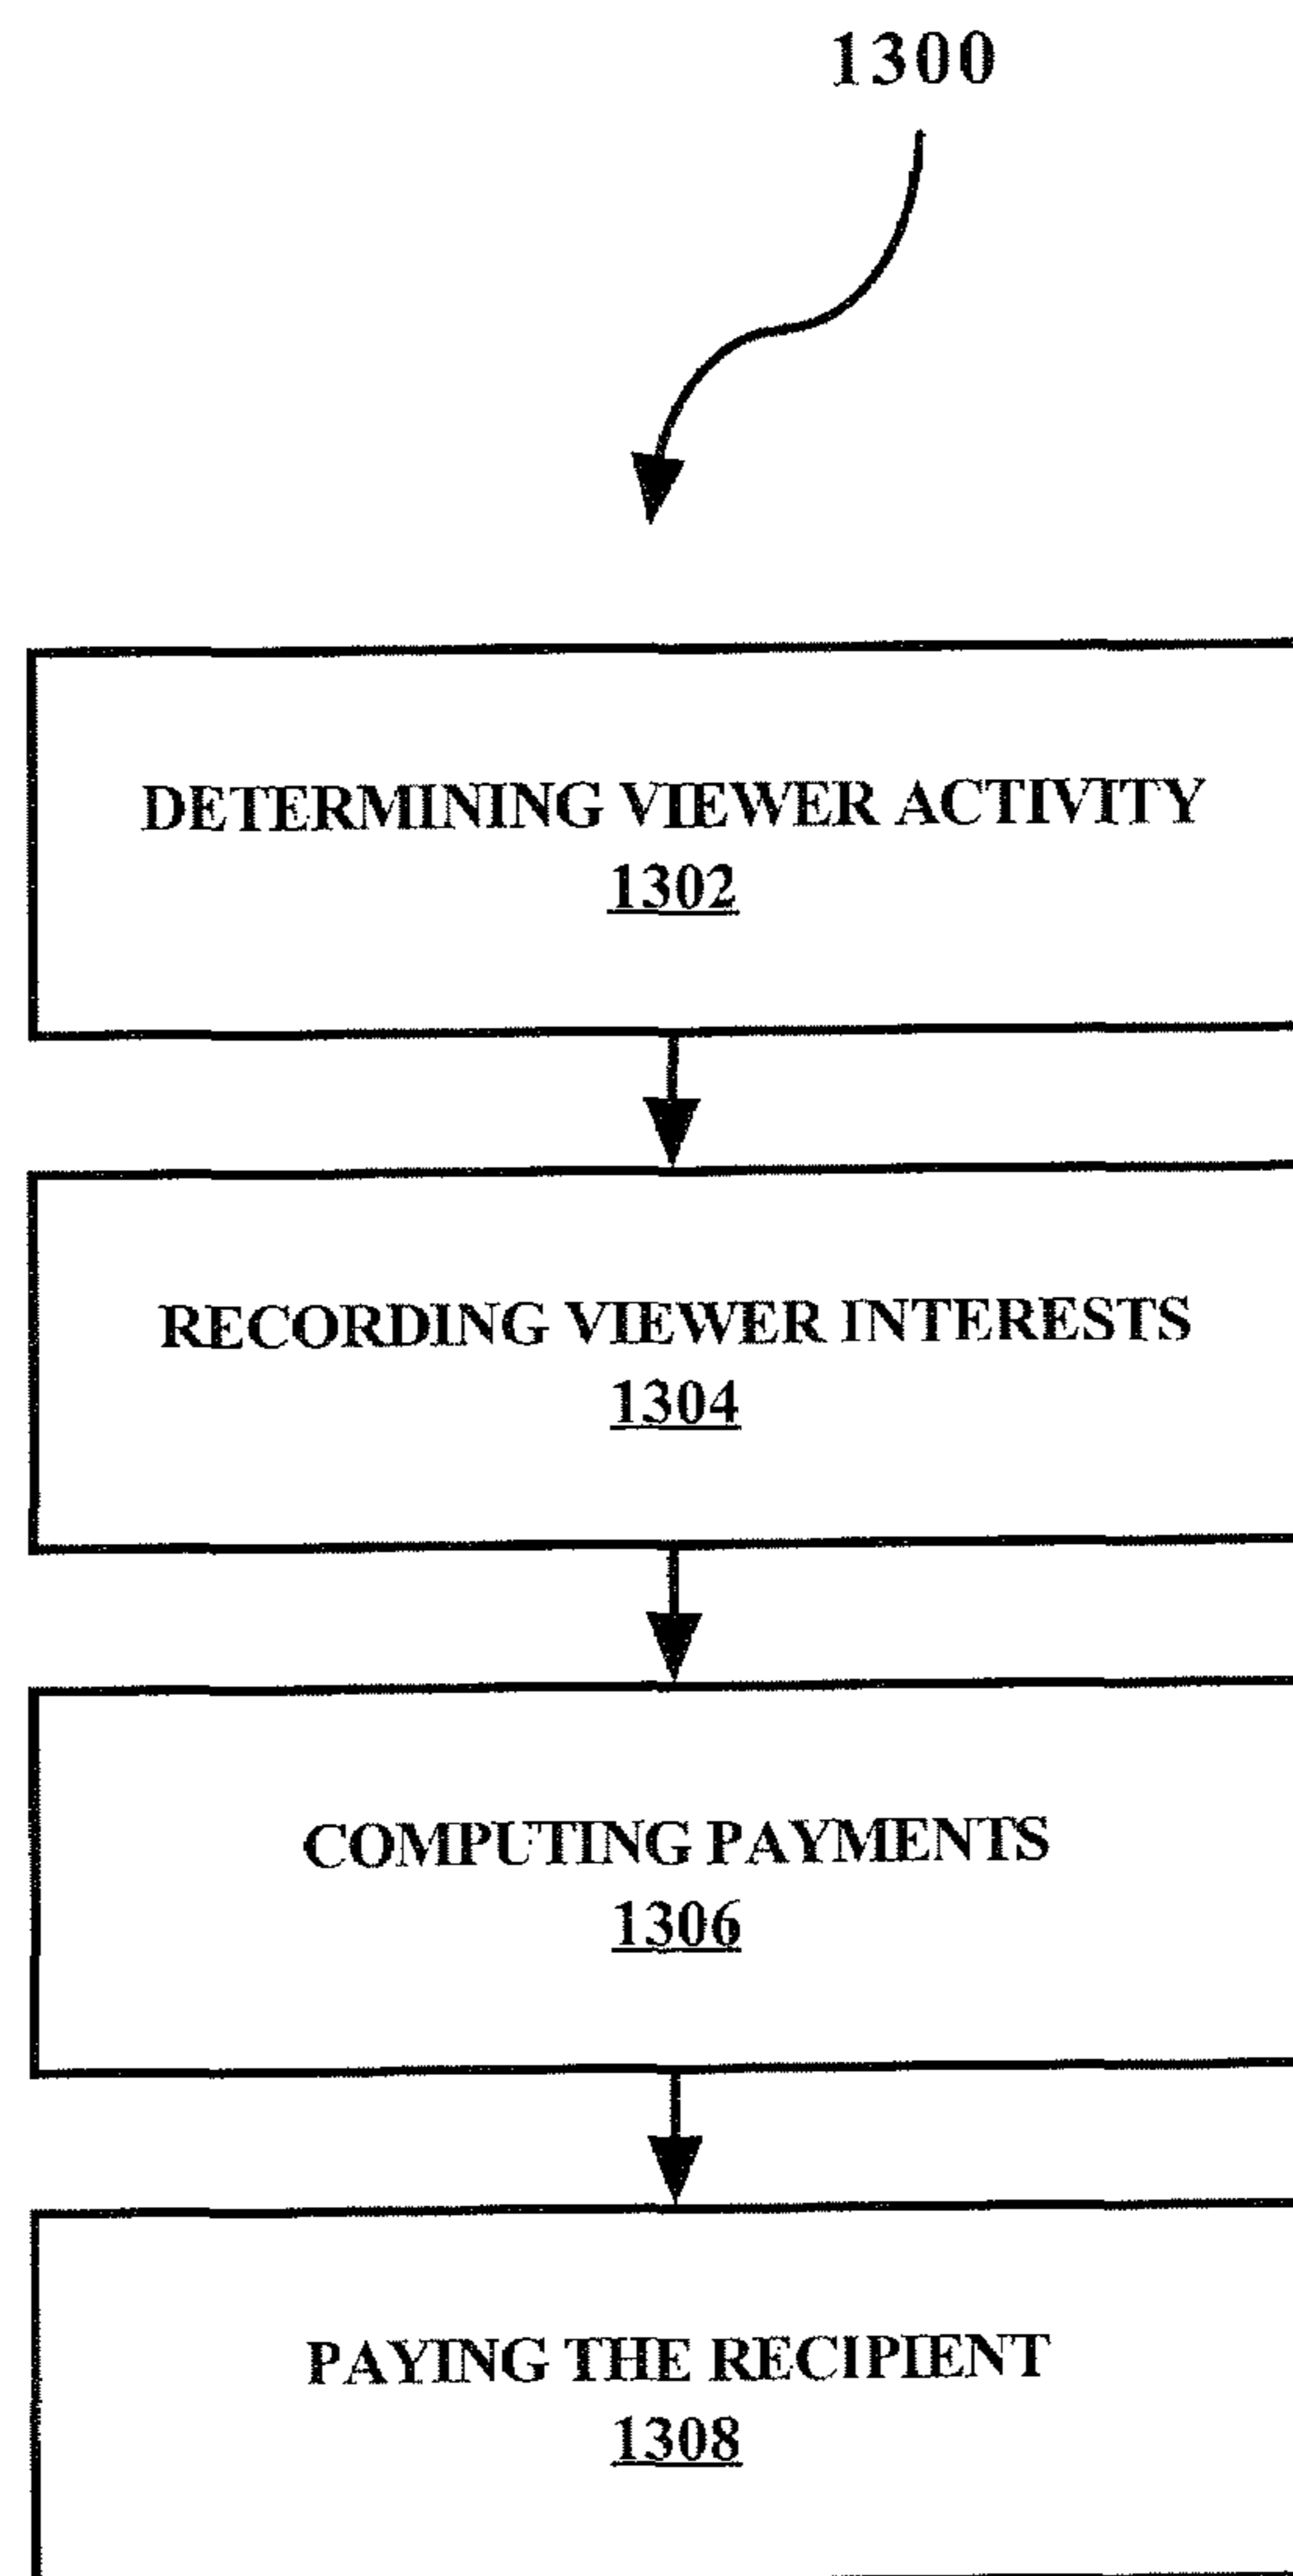 1300
DETERMINING VIEWER ACTIVITY
1302
RECORDING VIEWER INTERESTS
1304
COMPUTING PAYMENTS
1306
PAYING THE RECIPIENT
1308